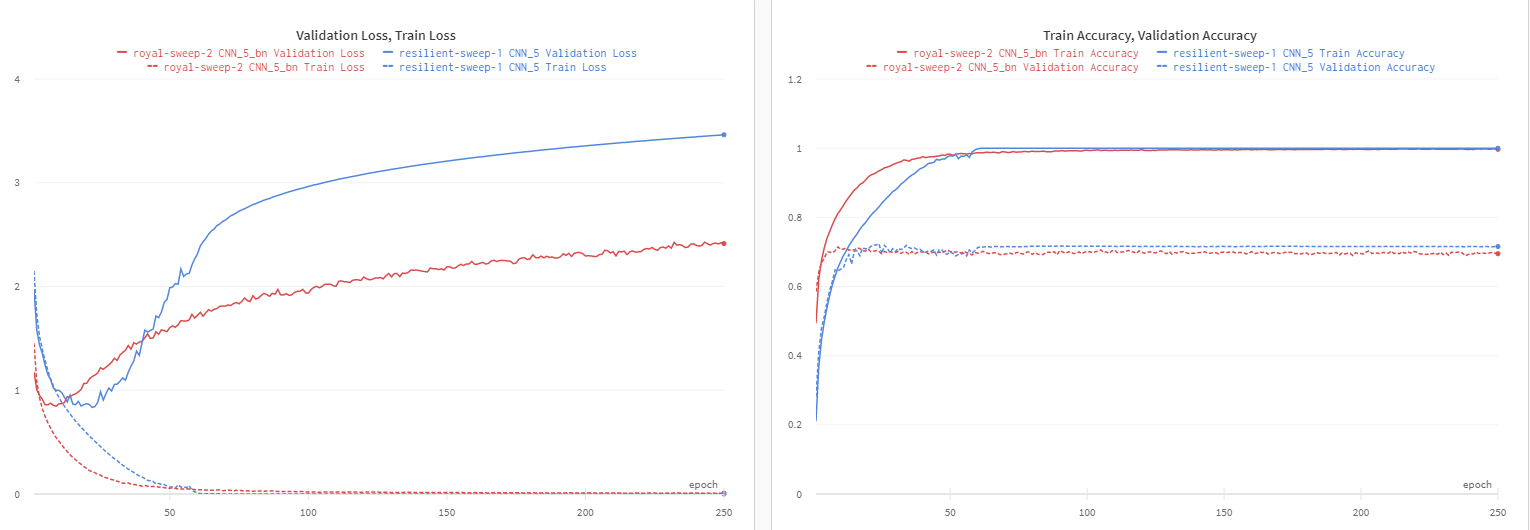 Validation Loss, Train Loss
royal-sweep-2 CNN_5_bn Validation Loss resilient-sweep-1 CNN_5 Validation Loss
royal-sweep-2 CNN_5_bn Train Loss resilient-sweep-1 CNN_5 Train Loss
4
3
2
1
0
epoch
50 100 150 200 250
Train Accuracy, Validation Accuracy
royal-sweep-2 CNN_5_bn Train Accuracy resilient-sweep-1 CNN_5 Train Accuracy
royal-sweep-2 CNN_5_bn Validation Accuracy resilient-sweep-1 CNN_5 Validation Accuracy
1.2
1
0.8
0.6
0.4
0.2
0
epoch
50 100 150 200 250